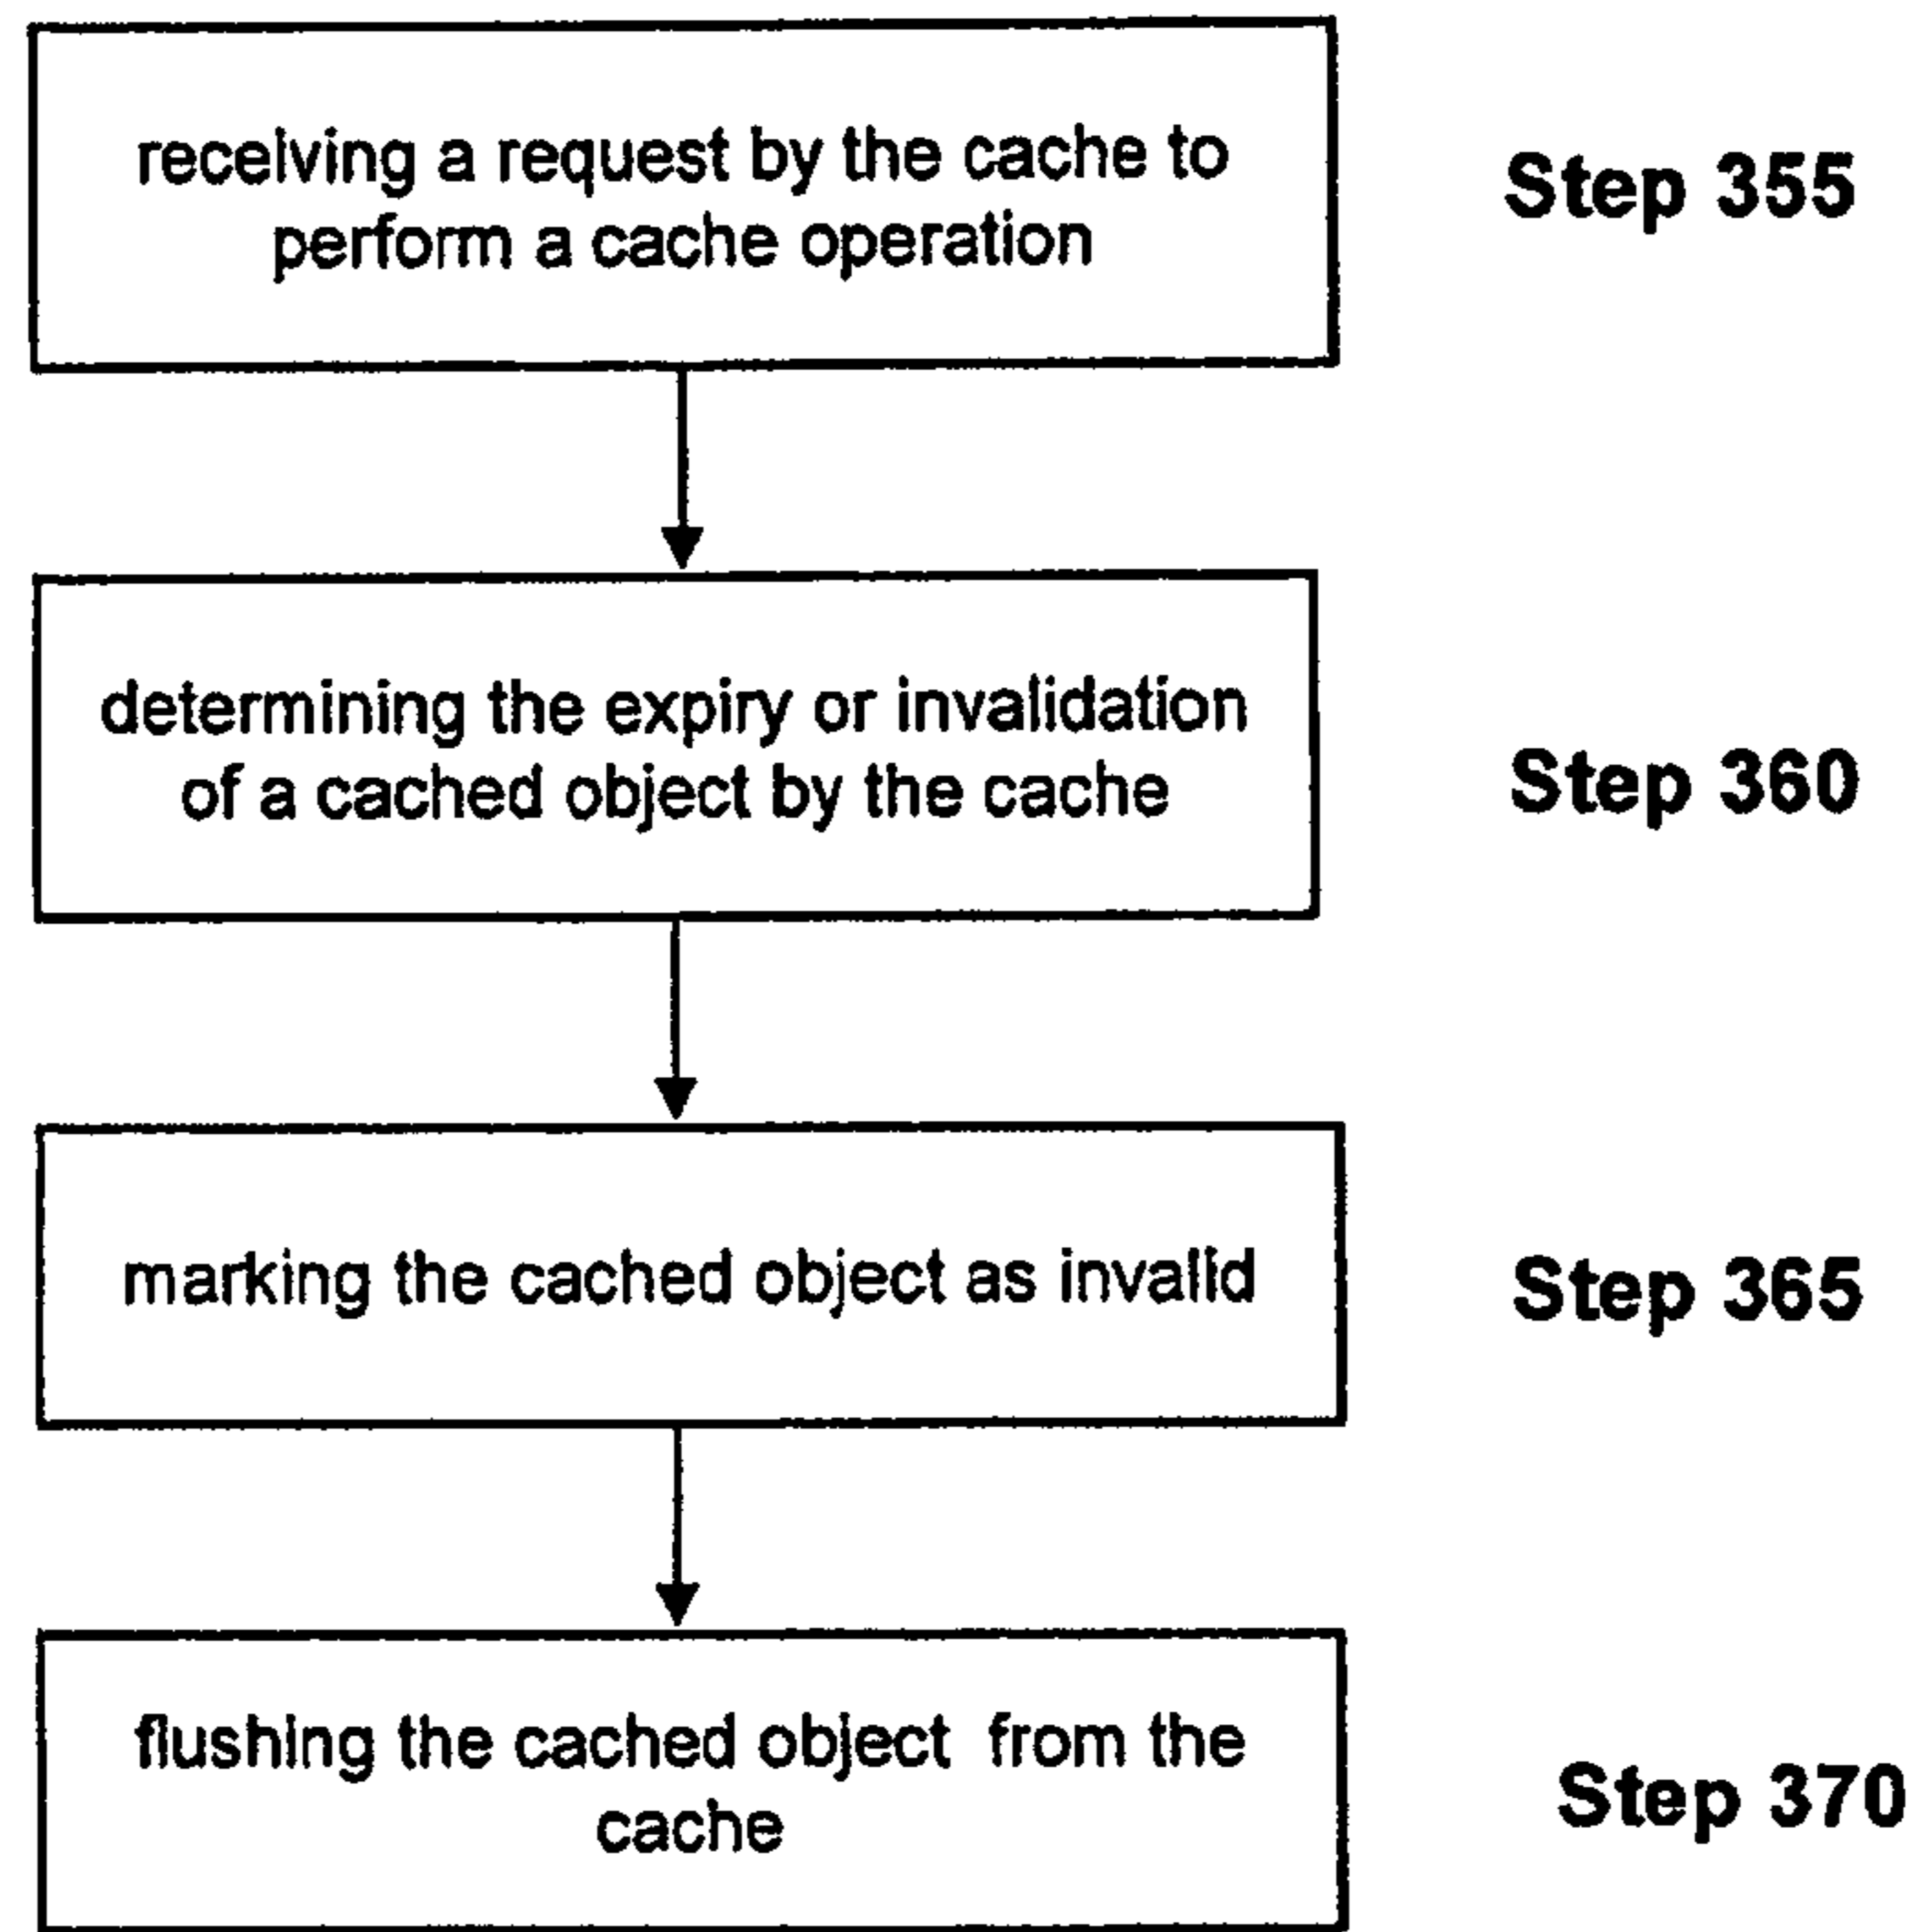 receiving a request by the cache to
perform a cache operation
Step 355
determining the expiry or invalidation
of a cached object by the cache
Step 360
marking the cached object as invalid
Step 365
flushing the cached object from the
cache
Step 370